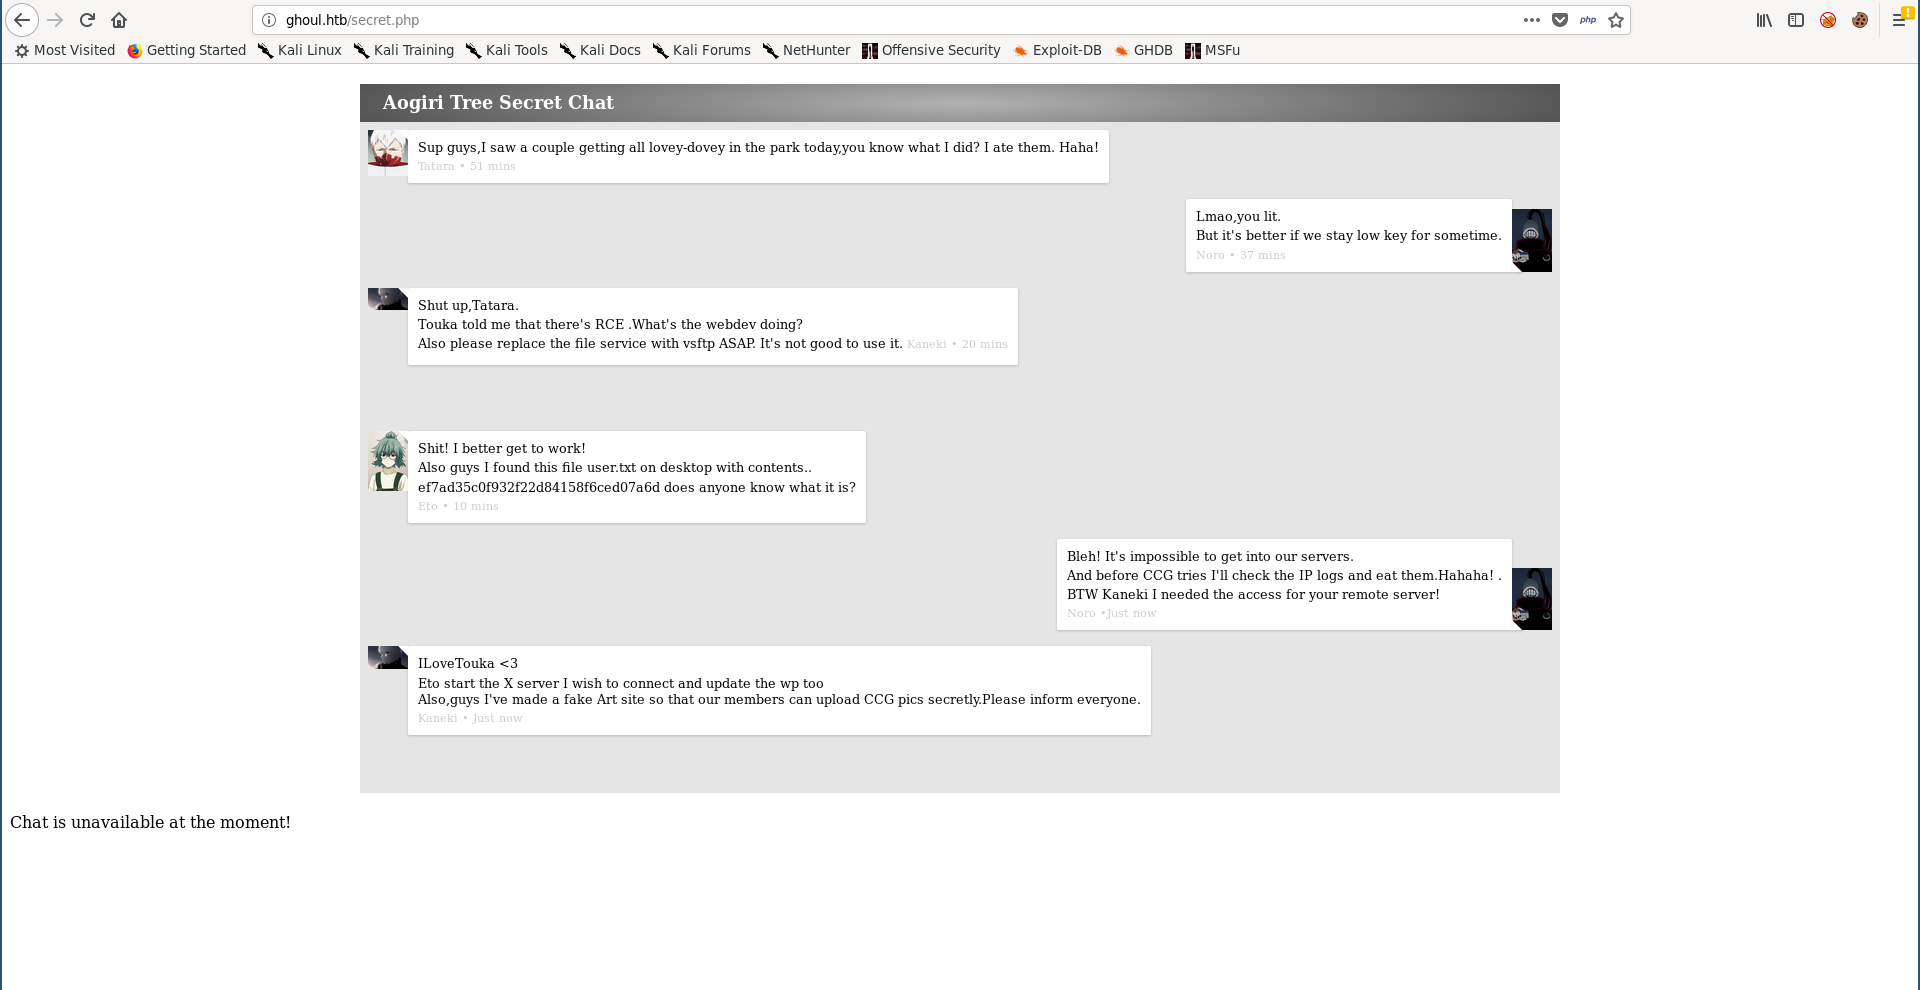 ghoul.htb/secret.php
php
Most Visited Getting Started Kali Linux Kali Training Kali Tools Kali Docs Kali Forums NetHunter Offensive Security Exploit-DB GHDB MSFu
Aogiri Tree Secret Chat
Sup guys,I saw a couple getting all lovey-dovey in the park today,you know what I did? I ate them. Haha!
Tatara • 51 mins
Lmao,you lit.
But it's better if we stay low key for sometime.
Noro • 37 mins
Shut up,Tatara.
Touka told me that there's RCE .What's the webdev doing?
Also please replace the file service with vsftp ASAP. It's not good to use it. Kaneki • 20 mins
Shit! I better get to work!
Also guys I found this file user.txt on desktop with contents..
ef7ad35c0f932f22d84158f6ced07a6d does anyone know what it is?
Eto • 10 mins
Bleh! It's impossible to get into our servers.
And before CCG tries I'll check the IP logs and eat them.Hahaha! .
BTW Kaneki I needed the access for your remote server!
Noro •Just now
ILoveTouka <3
Eto start the X server I wish to connect and update the wp too
Also,guys I've made a fake Art site so that our members can upload CCG pics secretly.Please inform everyone.
Kaneki • Just now
Chat is unavailable at the moment!